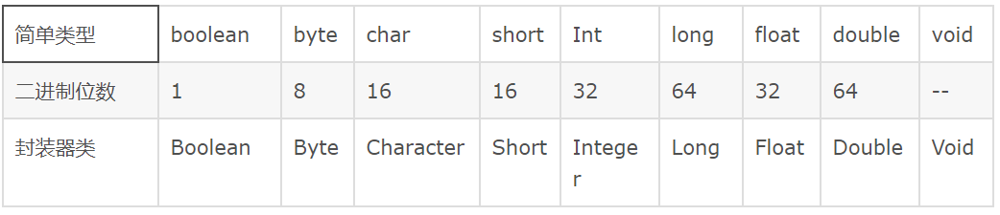 简单类型 boolean byte char short Int long float double void
二进制位数 1 8 16 16 32 64 32 64 --
封装器类 Boolean Byte Character Short Intege Long Float Double Void
r